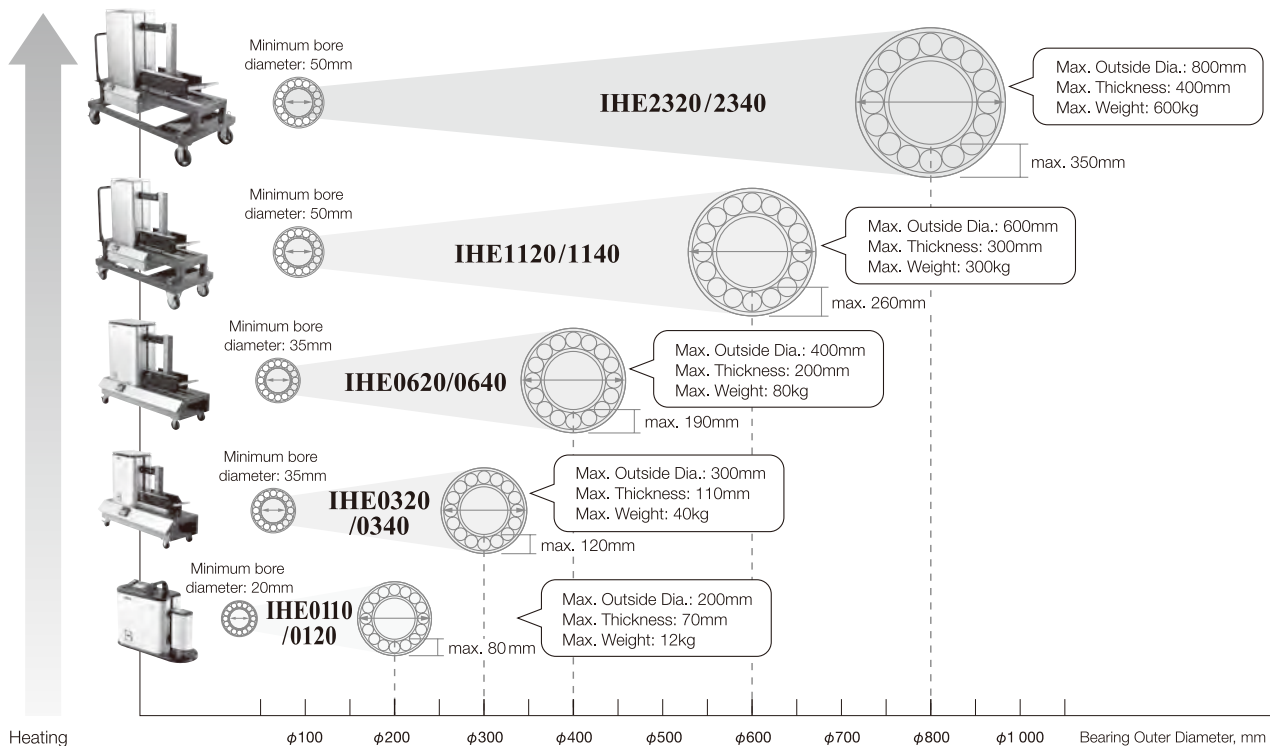 Minimum bore
diameter: 50mm
IHE2320/2340
Max. Outside Dia.: 800mm
Max. Thickness: 400mm
Max. Weight: 600kg
max. 350mm
Minimum bore
diameter: 50mm
IHE1120/1140
Max. Outside Dia.: 600mm
Max. Thickness: 300mm
Max. Weight: 300kg
max. 260mm
Minimum bore
diameter: 35mm
IHE0620/0640
Max. Outside Dia.: 400mm
Max. Thickness: 200mm
Max. Weight: 80kg
max. 190mm
Minimum bore
diameter: 35mm
IHE0320
/0340
Max. Outside Dia.: 300mm
Max. Thickness: 110mm
Max. Weight: 40kg
max. 120mm
Minimum bore
diameter: 20mm
IHE0110
/0120
Max. Outside Dia.: 200mm
Max. Thickness: 70mm
Max. Weight: 12kg
max. 80mm
Heating φ100 φ200 φ300 φ400 φ500 φ600 φ700 φ800 φ1 000 Bearing Outer Diameter, mm